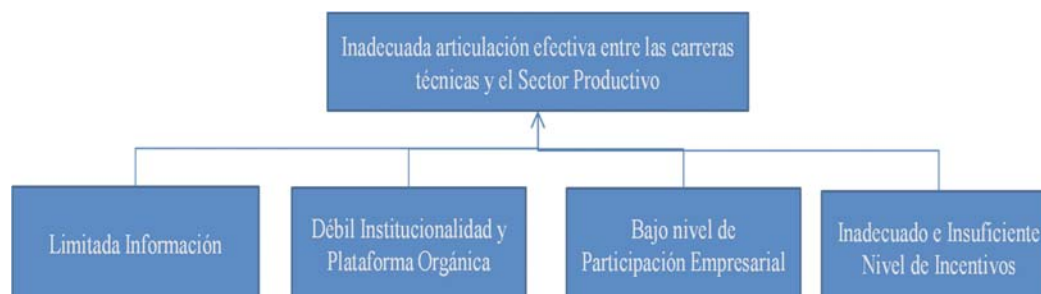 Inadecuada articulación efectiva entre las carreras
técnicas y el Sector Productivo
Limitada Información
Débil Institucionalidad y
Plataforma Orgánica
Bajo nivel de
Participación Empresarial
Inadecuado e Insuficiente
Nivel de Incentivos